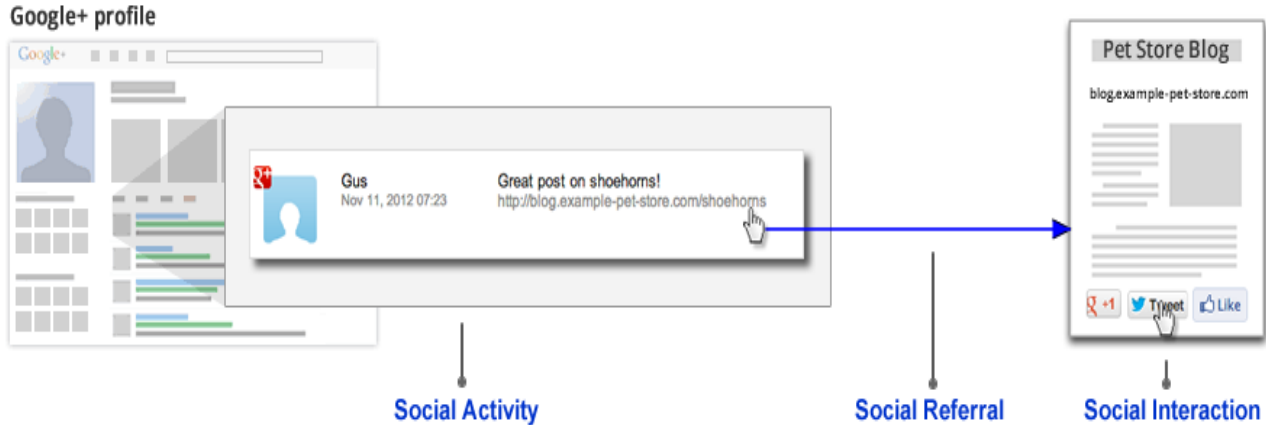 Google+ profile
Google+
Gus
Nov 11, 2012 07:23
Great post on shoehorns!
http://blog.example-pet-store.com/shoehorns
Pet Store Blog
blog.example-pet-store.com
g +1
Tweet
Like
Social Activity
Social Referral
Social Interaction